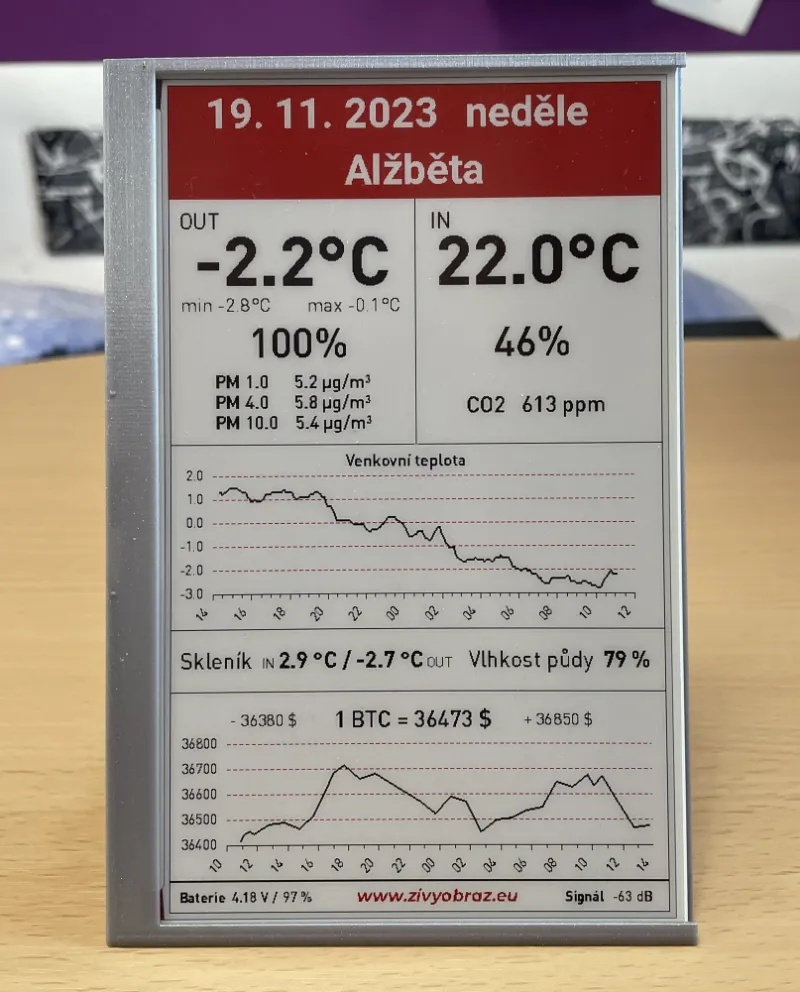 19. 11. 2023 neděle
Alžběta
OUT
-2.2°C
min -2.8°C max -0.1°C
100%
PM 1.0 5.2 µg/m³
PM 4.0 5.8 µg/m³
PM 10.0 5.4 µg/m³
IN
22.0°C
46%
CO2 613 ppm
Venkovní teplota
2.0
1.0
0.0
-1.0
-2.0
-3.0
14 16 18 20 22 00 02 04 06 08 10 12
Skleník IN 2.9 °C / -2.7 °C OUT Vlhkost půdy 79 %
- 36380 $ 1 BTC = 36473 $ + 36850 $
36800
36700
36600
36500
36400
10 12 14 16 18 20 22 00 02 04 06 08 10 12 14
Baterie 4.18 V / 97 % www.zivyobraz.eu Signál -63 dB